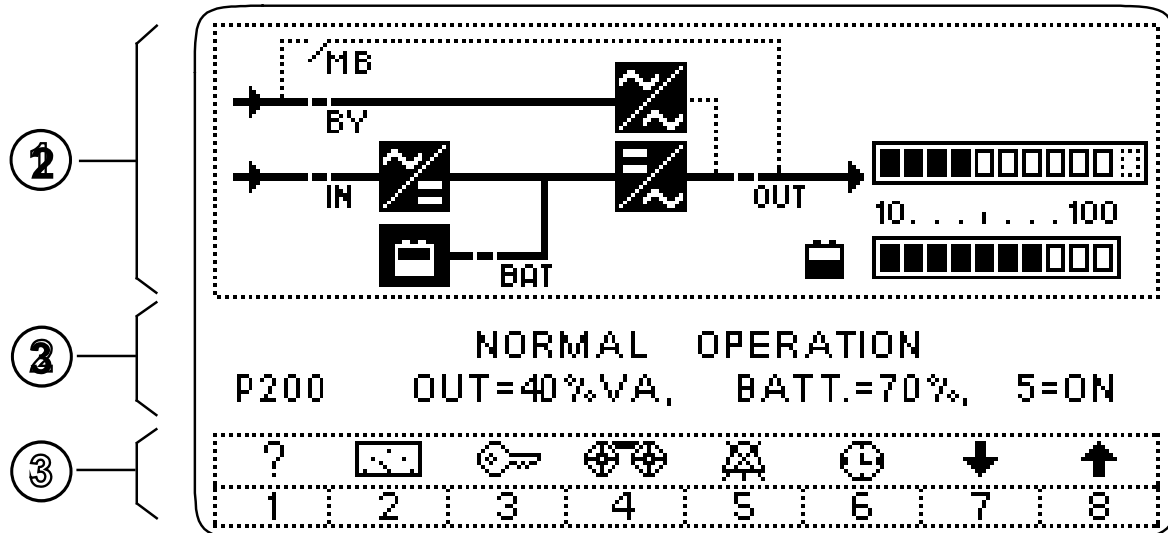 MB
BY
IN
OUT
BAT
10. . . ı . . . 100
NORMAL OPERATION
P200 OUT=40%VA, BATT.=70%, 5=ON
3
?
1 2 3 4 5 6 7 8